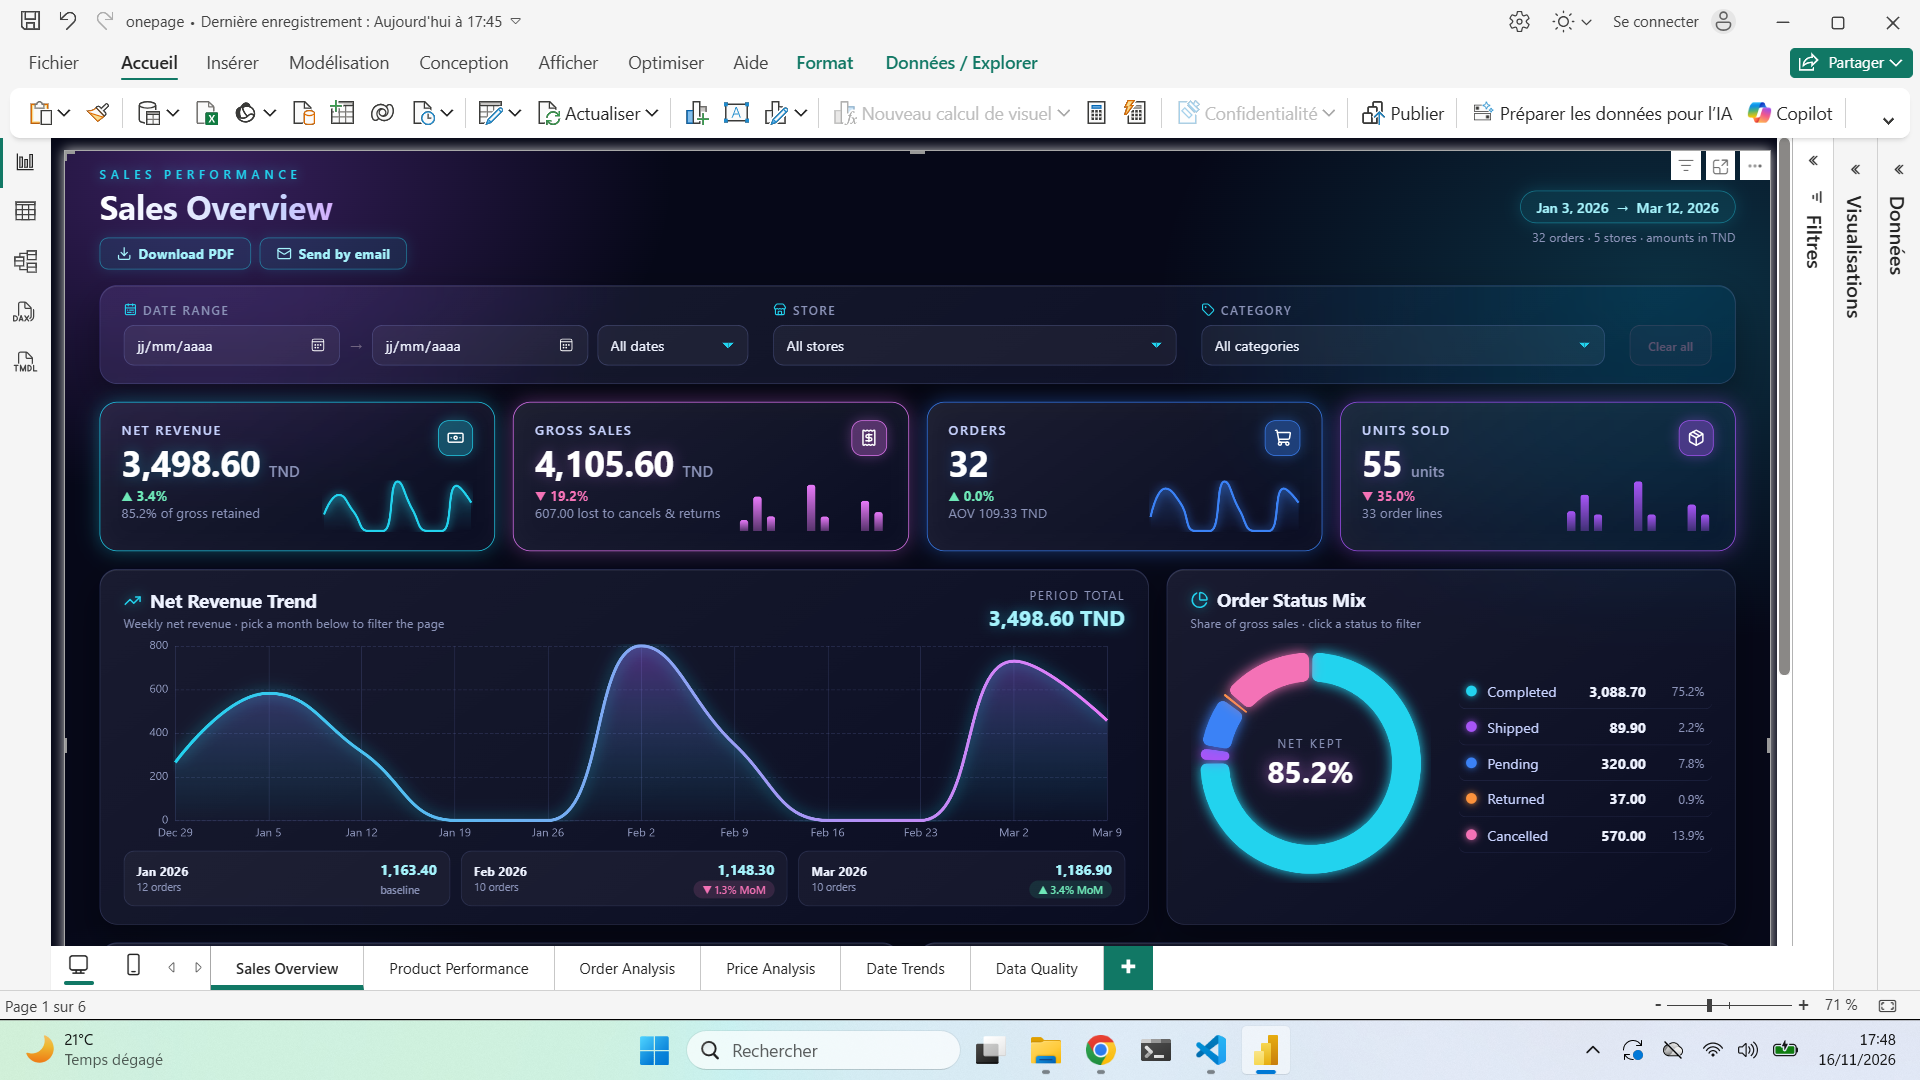 onepage • Dernière enregistrement : Aujourd'hui à 17:45
Se connecter
Fichier
Accueil
Insérer
Modélisation
Conception
Afficher
Optimiser
Aide
Format
Données / Explorer
Partager
Actualiser
Nouveau calcul de visuel
Confidentialité
Publier
Préparer les données pour l'IA
Copilot
DAX
TMDL
Filtres
Visualisations
Données
SALES PERFORMANCE
Sales Overview
Download PDF
Send by email
Jan 3, 2026 → Mar 12, 2026
32 orders · 5 stores · amounts in TND
DATE RANGE
jj/mm/aaaa → jj/mm/aaaa
All dates
STORE
All stores
CATEGORY
All categories
Clear all
NET REVENUE
3,498.60 TND
▲ 3.4%
85.2% of gross retained
GROSS SALES
4,105.60 TND
▼ 19.2%
607.00 lost to cancels & returns
ORDERS
32
▲ 0.0%
AOV 109.33 TND
UNITS SOLD
55 units
▼ 35.0%
33 order lines
Net Revenue Trend
Weekly net revenue · pick a month below to filter the page
PERIOD TOTAL
3,498.60 TND
800
600
400
200
0
Dec 29
Jan 5
Jan 12
Jan 19
Jan 26
Feb 2
Feb 9
Feb 16
Feb 23
Mar 2
Mar 9
Jan 2026
12 orders
1,163.40
baseline
Feb 2026
10 orders
1,148.30
▼ 1.3% MoM
Mar 2026
10 orders
1,186.90
▲ 3.4% MoM
Order Status Mix
Share of gross sales · click a status to filter
NET KEPT
85.2%
Completed 3,088.70 75.2%
Shipped 89.90 2.2%
Pending 320.00 7.8%
Returned 37.00 0.9%
Cancelled 570.00 13.9%
Sales Overview
Product Performance
Order Analysis
Price Analysis
Date Trends
Data Quality
Page 1 sur 6
- + 71 %
21°C
Temps dégagé
Rechercher
17:48
16/11/2026